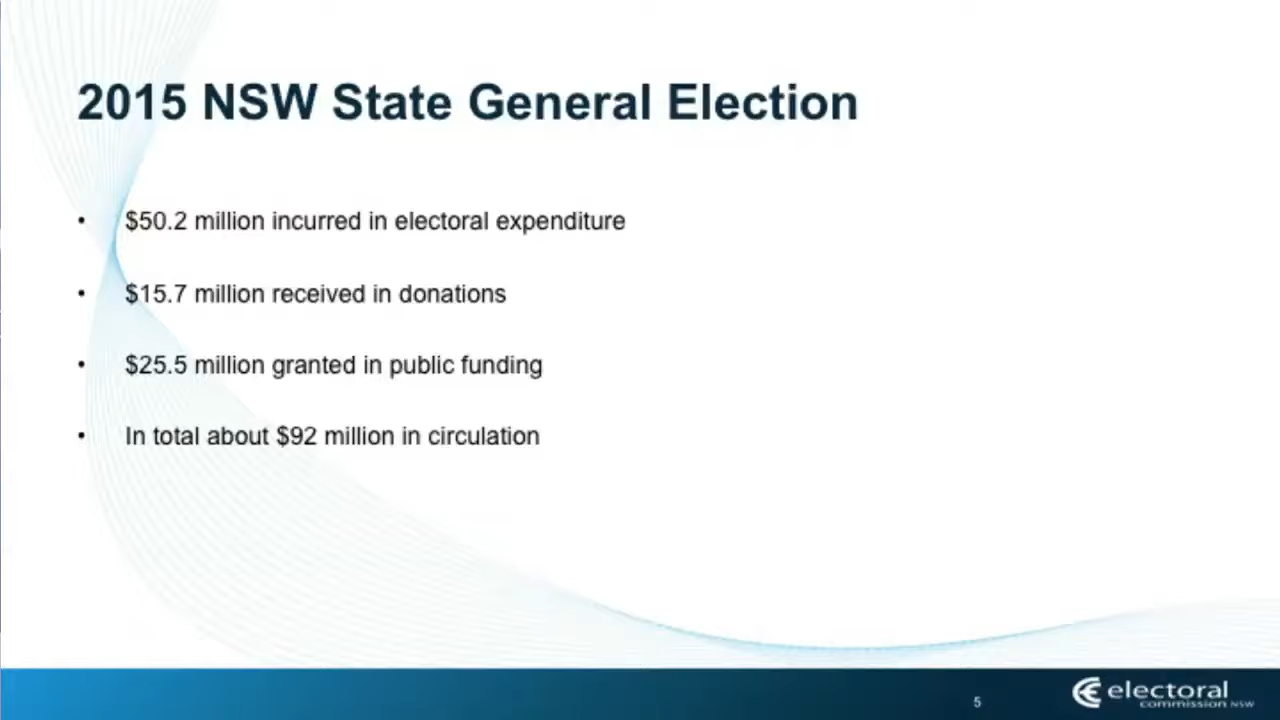 2015 NSW State General Election
• $50.2 million incurred in electoral expenditure
• $15.7 million received in donations
• $25.5 million granted in public funding
• In total about $92 million in circulation
5
electoral
commission NSW